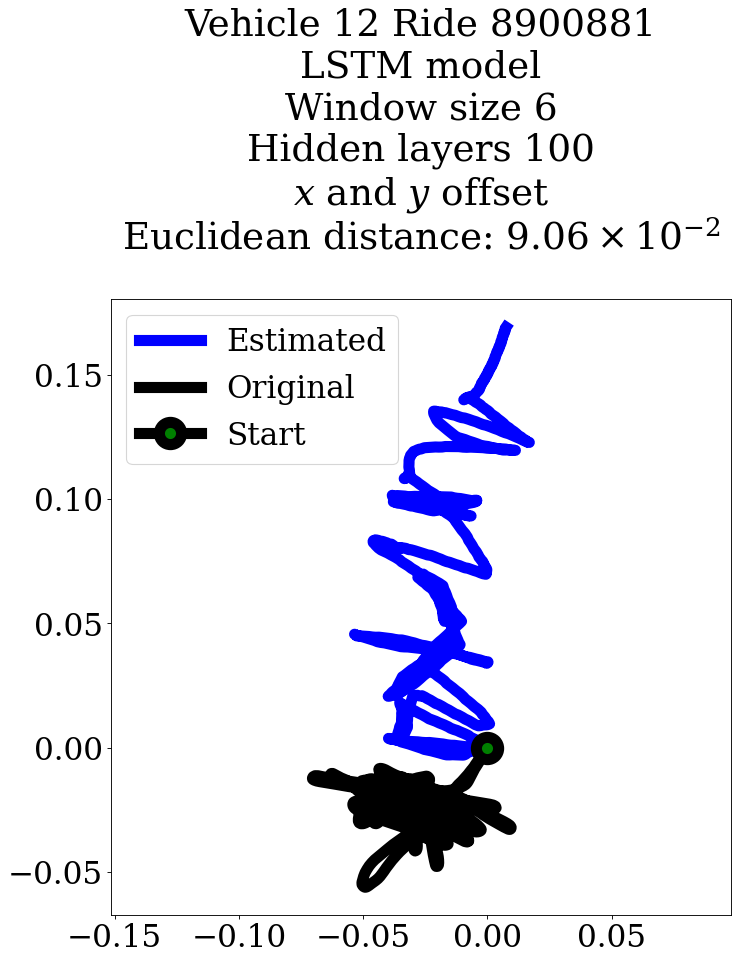 Vehicle 12 Ride 8900881
LSTM model
Window size 6
Hidden layers 100
x and y offset
Euclidean distance: 9.06 × 10⁻²
Estimated
Original
Start
0.15
0.10
0.05
0.00
−0.05
−0.15 −0.10 −0.05 0.00 0.05